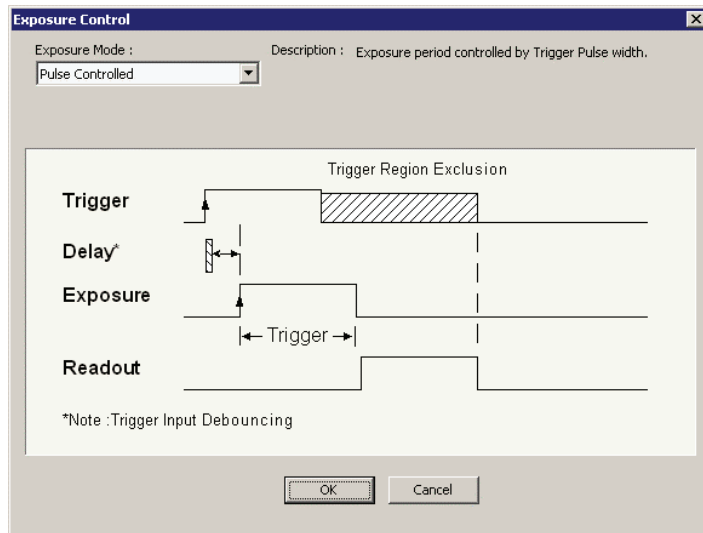 Exposure Control
Exposure Mode :
Pulse Controlled
Description : Exposure period controlled by Trigger Pulse width.
Trigger Region Exclusion
Trigger
Delay*
Exposure
Trigger
Readout
*Note :Trigger Input Debouncing
OK
Cancel